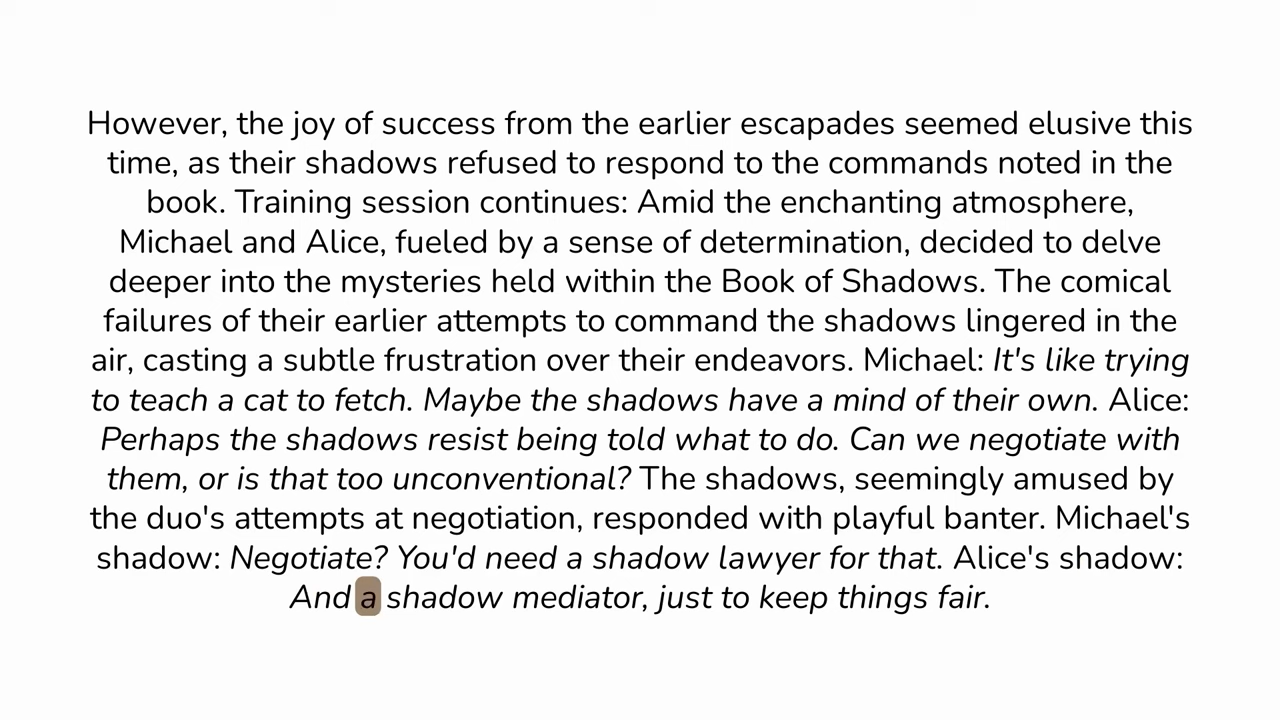 However, the joy of success from the earlier escapades seemed elusive this
time, as their shadows refused to respond to the commands noted in the
book. Training session continues: Amid the enchanting atmosphere,
Michael and Alice, fueled by a sense of determination, decided to delve
deeper into the mysteries held within the Book of Shadows. The comical
failures of their earlier attempts to command the shadows lingered in the
air, casting a subtle frustration over their endeavors. Michael: It's like trying
to teach a cat to fetch. Maybe the shadows have a mind of their own. Alice:
Perhaps the shadows resist being told what to do. Can we negotiate with
them, or is that too unconventional? The shadows, seemingly amused by
the duo's attempts at negotiation, responded with playful banter. Michael's
shadow: Negotiate? You'd need a shadow lawyer for that. Alice's shadow:
And a shadow mediator, just to keep things fair.